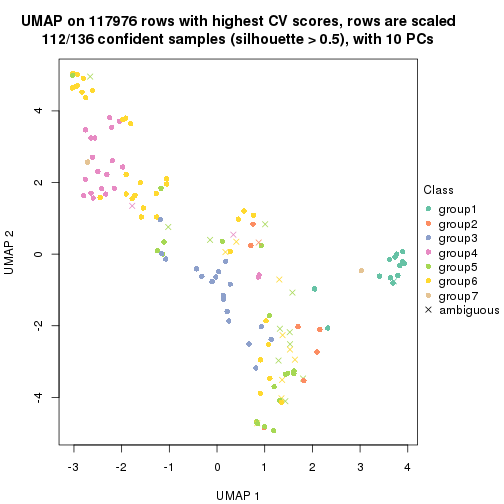 UMAP on 117976 rows with highest CV scores, rows are scaled
112/136 confident samples (silhouette > 0.5), with 10 PCs
4
2
0
-2
-4
UMAP 2
-3 -2 -1 0 1 2 3 4
UMAP 1
Class
group1
group2
group3
group4
group5
group6
group7
ambiguous